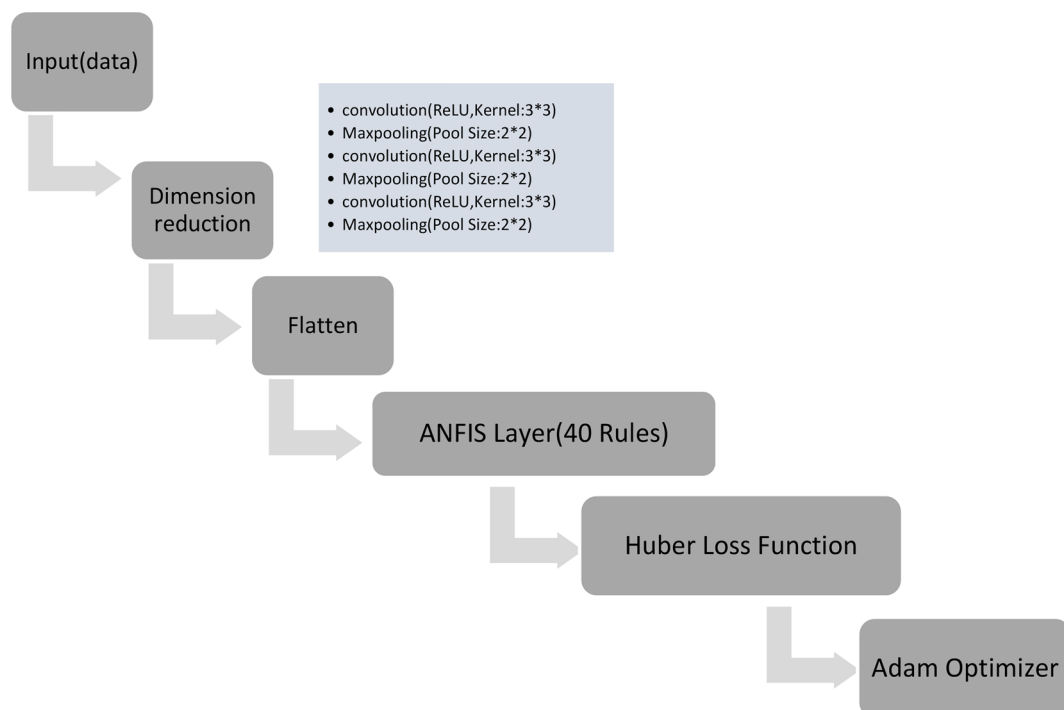 Input(data)
• convolution(ReLU,Kernel:3*3)
• Maxpooling(Pool Size:2*2)
• convolution(ReLU,Kernel:3*3)
• Maxpooling(Pool Size:2*2)
• convolution(ReLU,Kernel:3*3)
• Maxpooling(Pool Size:2*2)
Dimension
reduction
Flatten
ANFIS Layer(40 Rules)
Huber Loss Function
Adam Optimizer